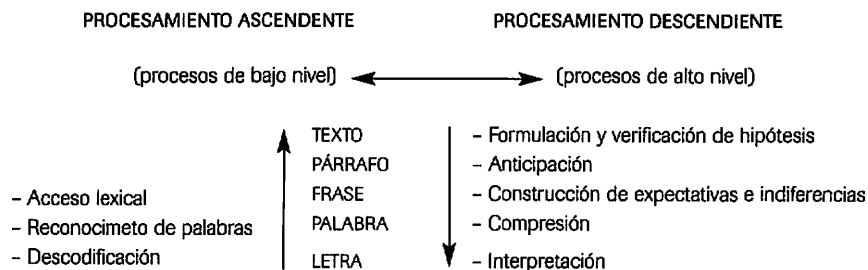 PROCESAMIENTO ASCENDENTE PROCESAMIENTO DESCENDIENTE
(procesos de bajo nivel) (procesos de alto nivel)
TEXTO – Formulación y verificación de hipótesis
PÁRRAFO – Anticipación
– Acceso lexical FRASE – Construcción de expectativas e indiferencias
– Reconocimeto de palabras PALABRA – Compresión
– Descodificación LETRA – Interpretación